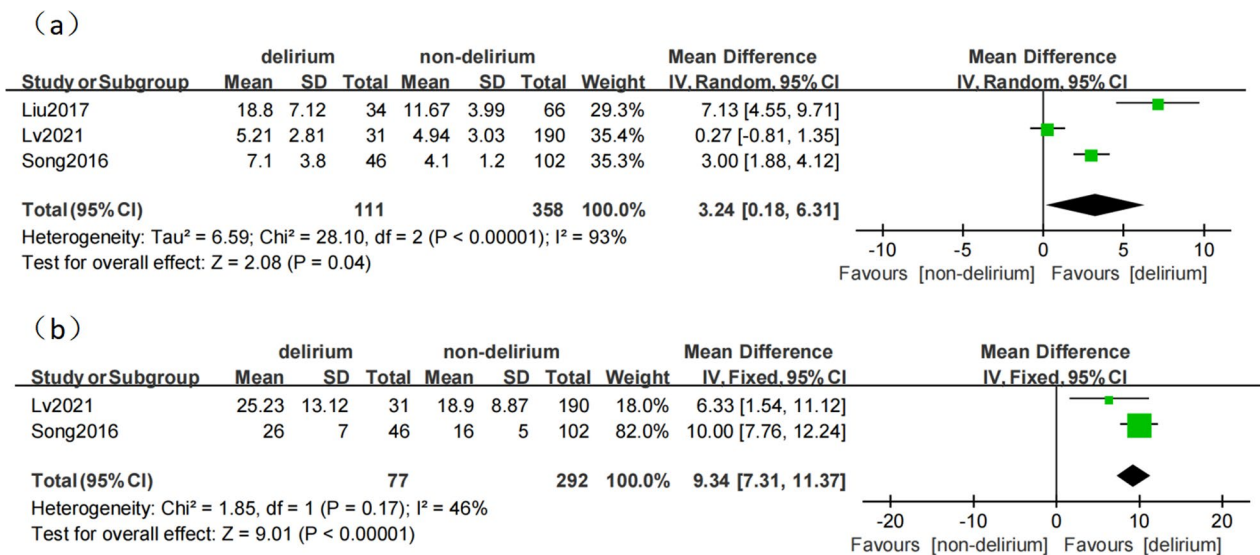 (a)
delirium non-delirium Mean Difference Mean Difference
Study or Subgroup Mean SD Total Mean SD Total Weight IV, Random, 95% CI IV, Random, 95% CI
Liu2017 18.8 7.12 34 11.67 3.99 66 29.3% 7.13 [4.55, 9.71]
Lv2021 5.21 2.81 31 4.94 3.03 190 35.4% 0.27 [-0.81, 1.35]
Song2016 7.1 3.8 46 4.1 1.2 102 35.3% 3.00 [1.88, 4.12]
Total (95% CI) 111 358 100.0% 3.24 [0.18, 6.31]
Heterogeneity: Tau² = 6.59; Chi² = 28.10, df = 2 (P < 0.00001); I² = 93%
Test for overall effect: Z = 2.08 (P = 0.04)
-10 -5 0 5 10
Favours [non-delirium] Favours [delirium]
(b)
delirium non-delirium Mean Difference Mean Difference
Study or Subgroup Mean SD Total Mean SD Total Weight IV, Fixed, 95% CI IV, Fixed, 95% CI
Lv2021 25.23 13.12 31 18.9 8.87 190 18.0% 6.33 [1.54, 11.12]
Song2016 26 7 46 16 5 102 82.0% 10.00 [7.76, 12.24]
Total (95% CI) 77 292 100.0% 9.34 [7.31, 11.37]
Heterogeneity: Chi² = 1.85, df = 1 (P = 0.17); I² = 46%
Test for overall effect: Z = 9.01 (P < 0.00001)
-20 -10 0 10 20
Favours [non-delirium] Favours [delirium]